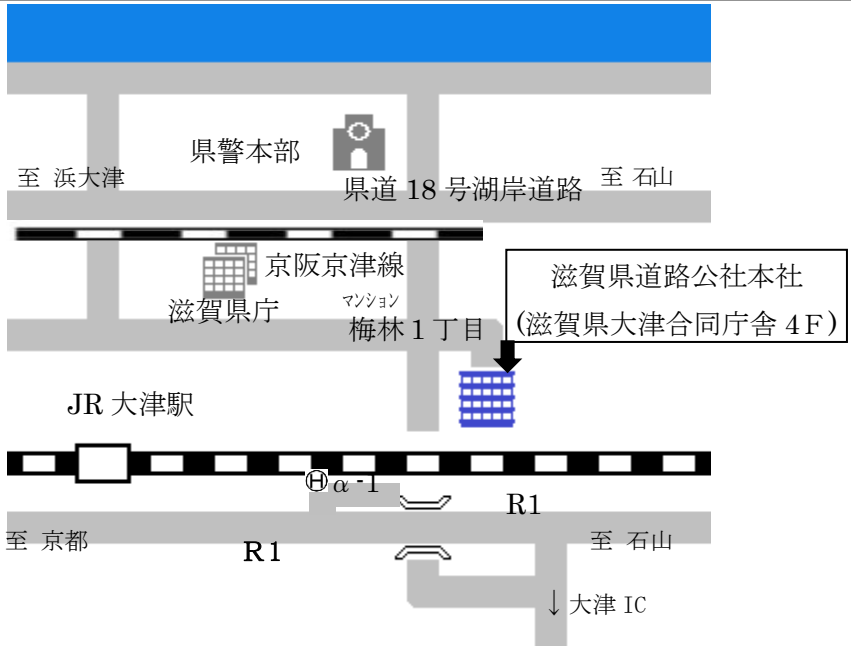 県警本部
至 浜大津
県道 18 号湖岸道路
至 石山
京阪京津線
滋賀県庁
マンション
梅林 1 丁目
滋賀県道路公社本社
(滋賀県大津合同庁舎 4F)
JR 大津駅
Ⓗα-1
R1
至 京都
R1
至 石山
↓大津 IC